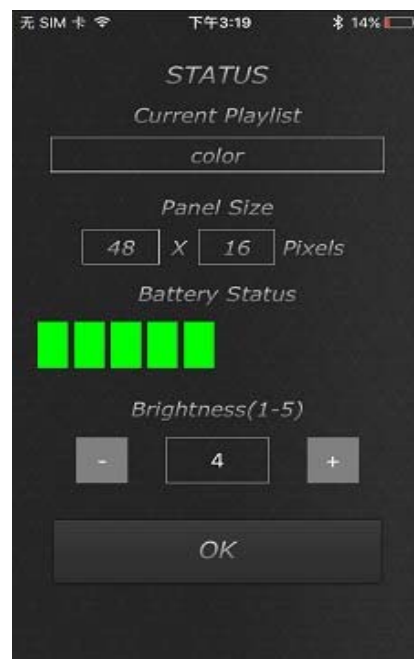 无 SIM 卡 下午3:19 14%
STATUS
Current Playlist
color
Panel Size
48 X 16 Pixels
Battery Status
Brightness(1-5)
- 4 +
OK